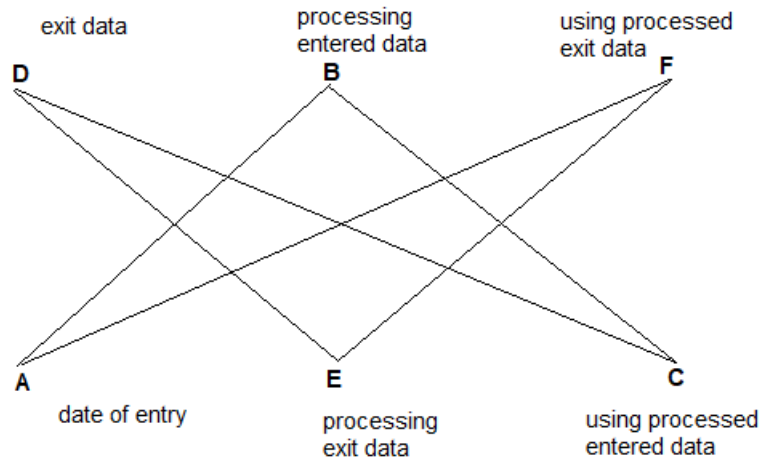 exit data
processing
entered data
using processed
exit data
D
B
F
A
E
C
date of entry
processing
exit data
using processed
entered data